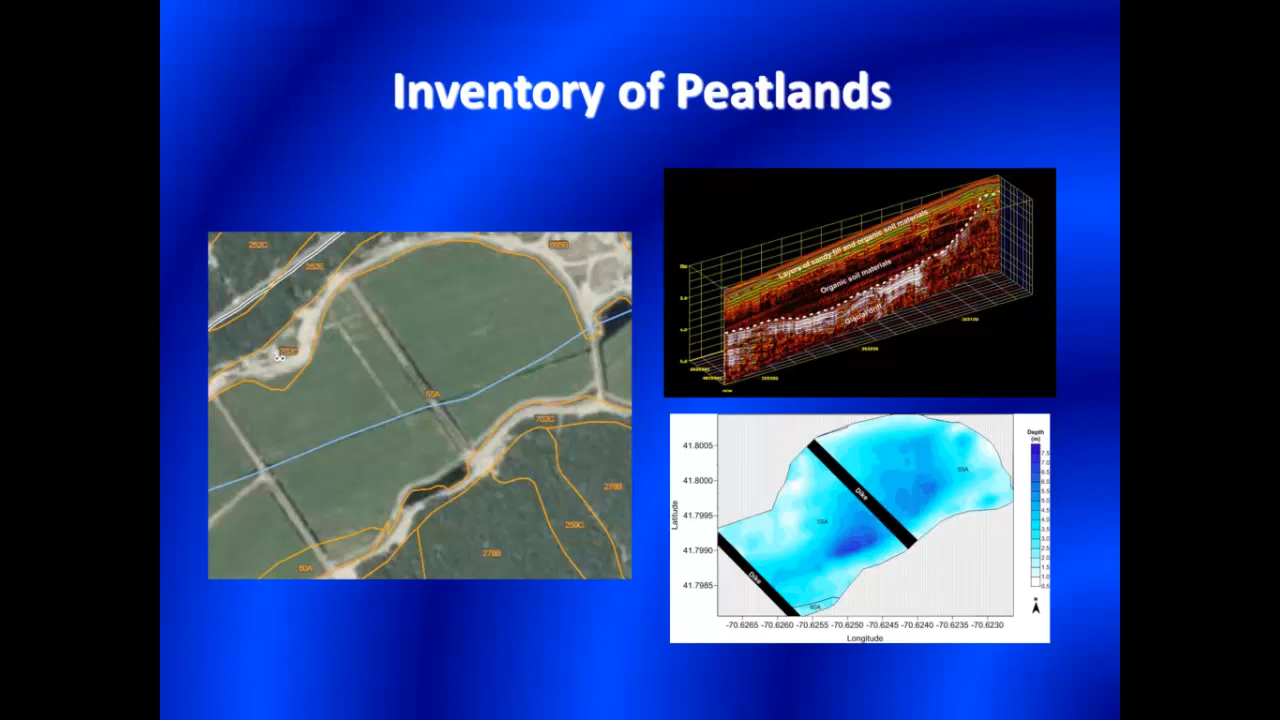 Inventory of Peatlands
252C
252E
665B
55A
702C
278B
259C
278B
60A
Layers of sandy fill and organic soil materials
Organic soil materials
Glacial drift
41.8005
41.8000
41.7995
41.7990
41.7985
Latitude
Dike
55A
55A
Dike
60A
-70.6265 -70.6260 -70.6255 -70.6250 -70.6245 -70.6240 -70.6235 -70.6230
Longitude
Depth
(m)
7.5
7.0
6.5
6.0
5.5
5.0
4.5
4.0
3.5
3.0
2.5
2.0
1.5
1.0
0.5